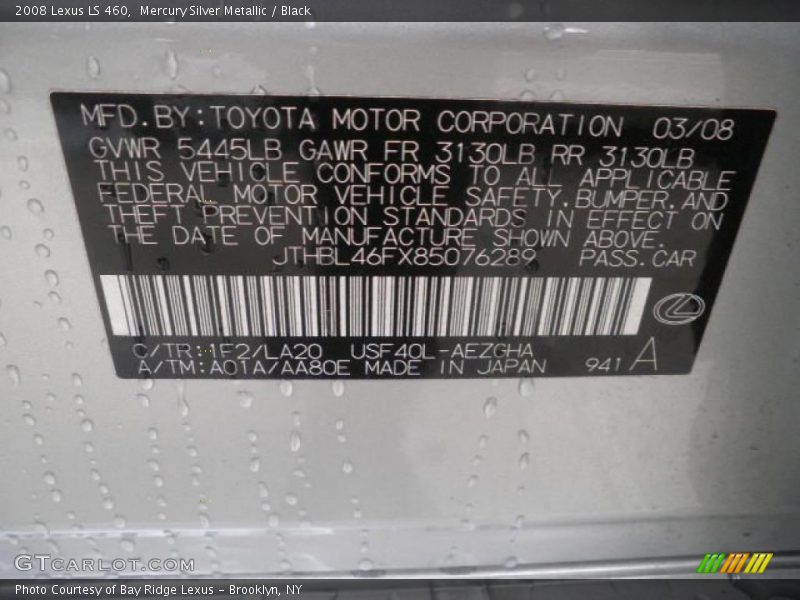 2008 Lexus LS 460,  Mercury Silver Metallic / Black
MFD.BY:TOYOTA MOTOR CORPORATION 03/08
GVWR 5445LB GAWR FR 3130LB RR 3130LB
THIS VEHICLE CONFORMS TO ALL APPLICABLE
FEDERAL MOTOR VEHICLE SAFETY.BUMPER.AND
THEFT PREVENTION STANDARDS IN EFFECT ON
THE DATE OF MANUFACTURE SHOWN ABOVE.
JTHBL46FX85076289 PASS.CAR
C/TR:1F2/LA20 USF40L-AEZGHA
A/TM:A01A/AA80E MADE IN JAPAN 941 A
GTcarlot.com
Photo Courtesy of Bay Ridge Lexus – Brooklyn, NY